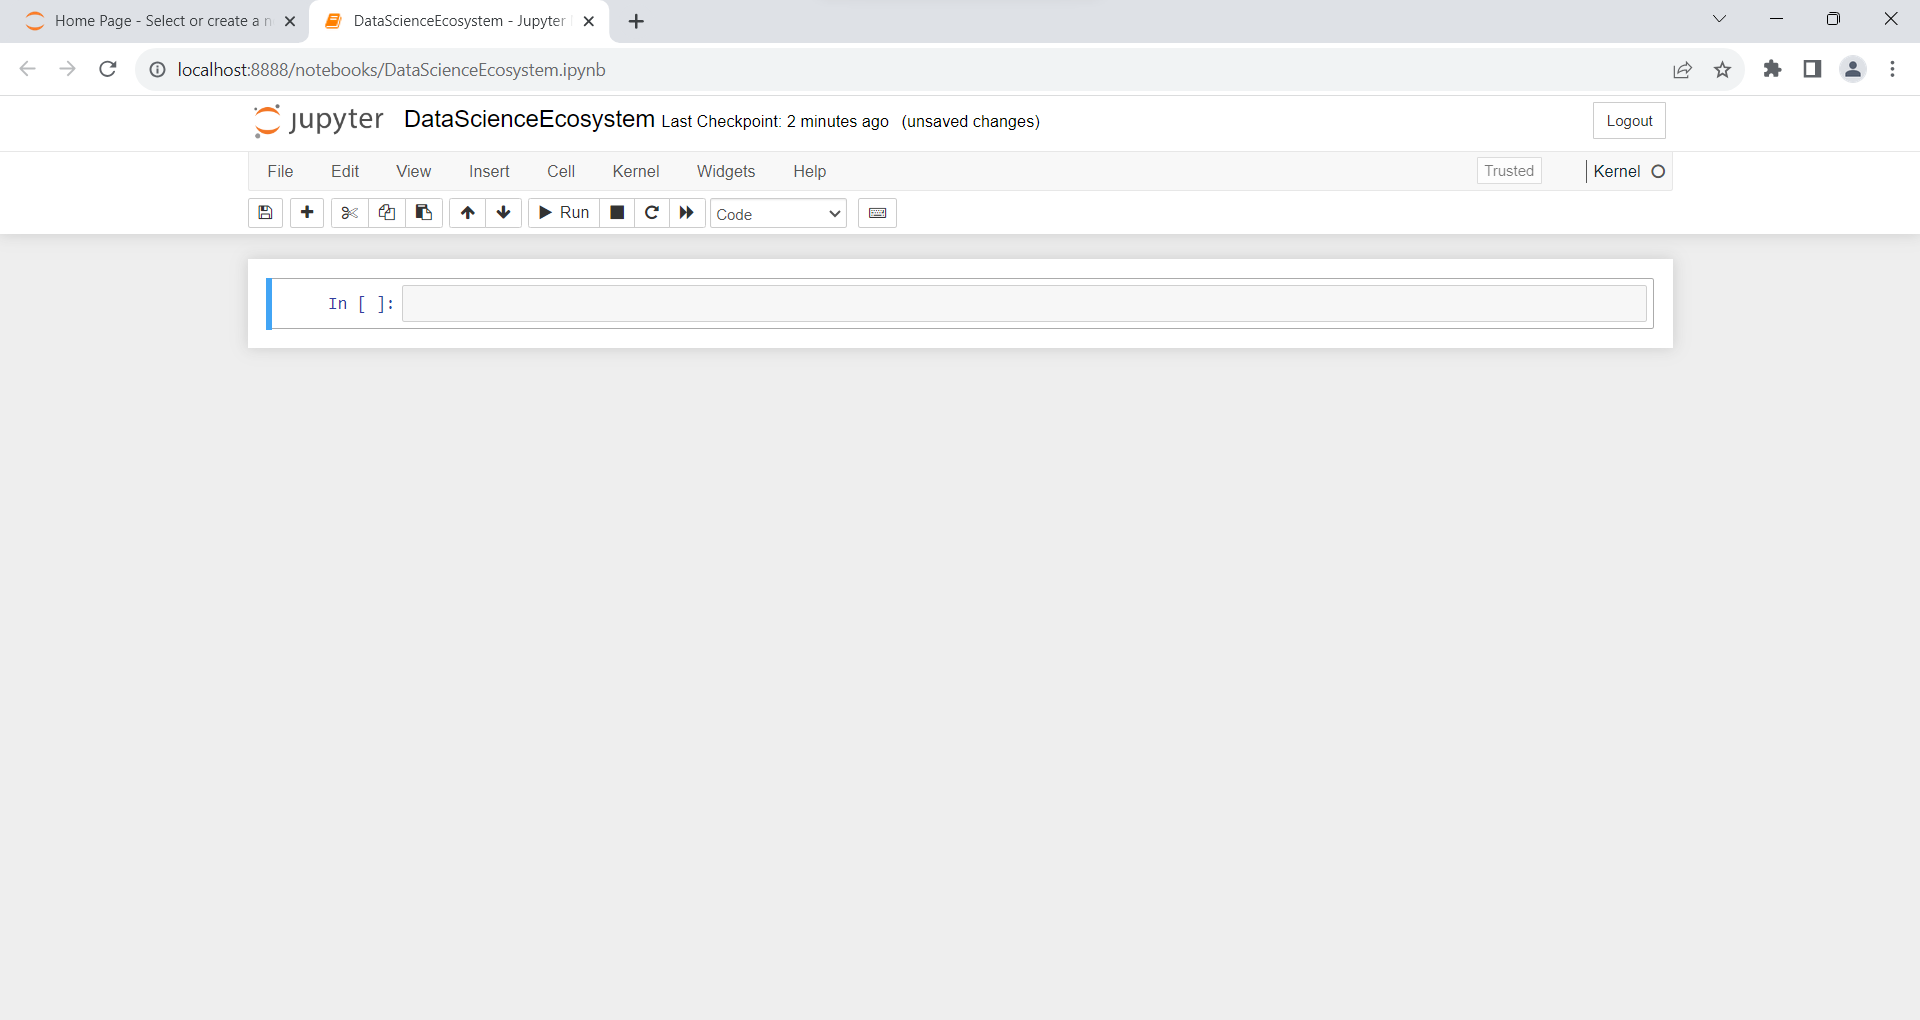 Home Page - Select or create a n
DataScienceEcosystem - Jupyter
localhost:8888/notebooks/DataScienceEcosystem.ipynb
jupyter DataScienceEcosystem Last Checkpoint: 2 minutes ago (unsaved changes) Logout
File Edit View Insert Cell Kernel Widgets Help Trusted Kernel
Run Code
In [ ]: